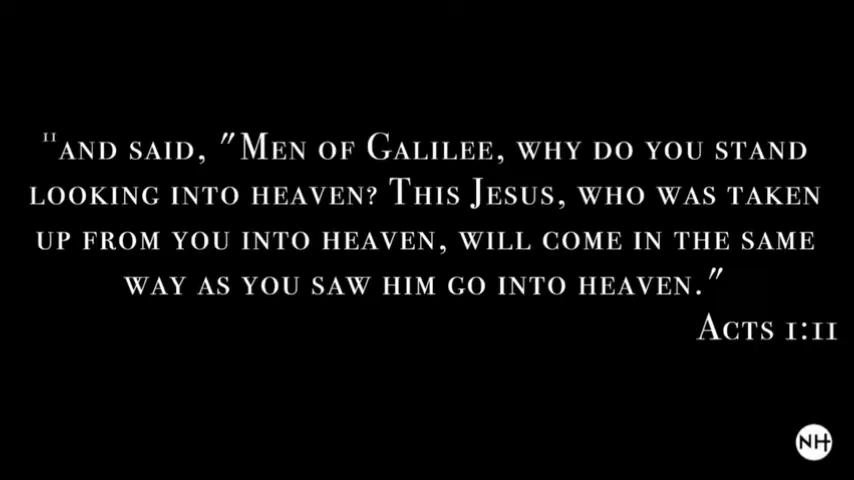 ¹¹and said, "Men of Galilee, why do you stand
looking into heaven? This Jesus, who was taken
up from you into heaven, will come in the same
way as you saw him go into heaven."
Acts 1:11
NH